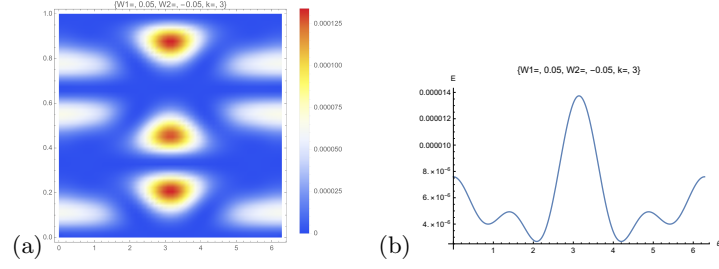 {W1=, 0.05, W2=, −0.05, k=, 3}
1.0
0.8
0.6
0.4
0.2
0.0
0 1 2 3 4 5 6
0.000125
0.000100
0.000075
0.000050
0.000025
0
(a)
{W1=, 0.05, W2=, −0.05, k=, 3}
E
0.000014
0.000012
0.000010
8.×10⁻⁶
6.×10⁻⁶
4.×10⁻⁶
1 2 3 4 5 6
(b)